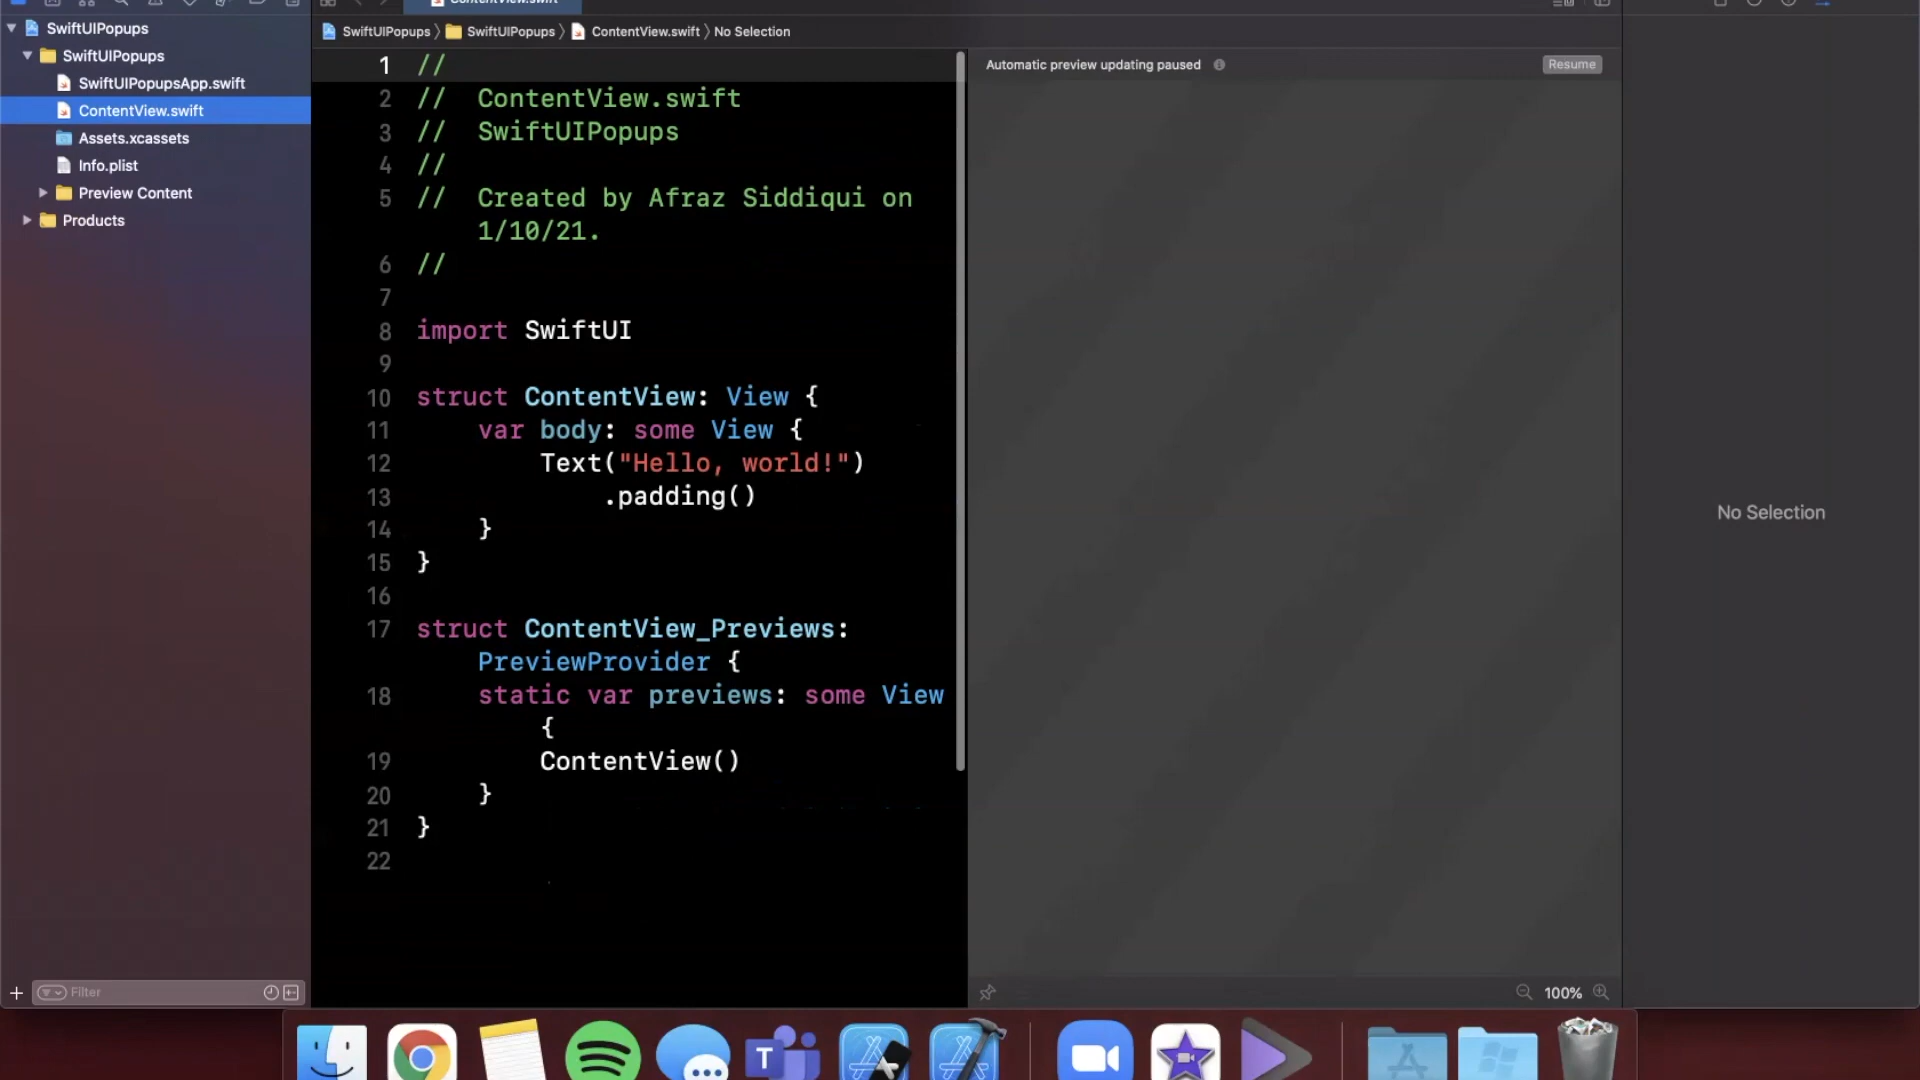 ContentView.swift
SwiftUIPopups
SwiftUIPopups
SwiftUIPopupsApp.swift
ContentView.swift
Assets.xcassets
Info.plist
Preview Content
Products
Filter
SwiftUIPopups 〉 SwiftUIPopups 〉 ContentView.swift 〉 No Selection
1 //
2 //  ContentView.swift
3 //  SwiftUIPopups
4 //
5 //  Created by Afraz Siddiqui on
1/10/21.
6 //
7
8 import SwiftUI
9
10 struct ContentView: View {
11     var body: some View {
12         Text("Hello, world!")
13             .padding()
14     }
15 }
16
17 struct ContentView_Previews:
PreviewProvider {
18     static var previews: some View
{
19         ContentView()
20     }
21 }
22
Automatic preview updating paused
Resume
100%
No Selection
T